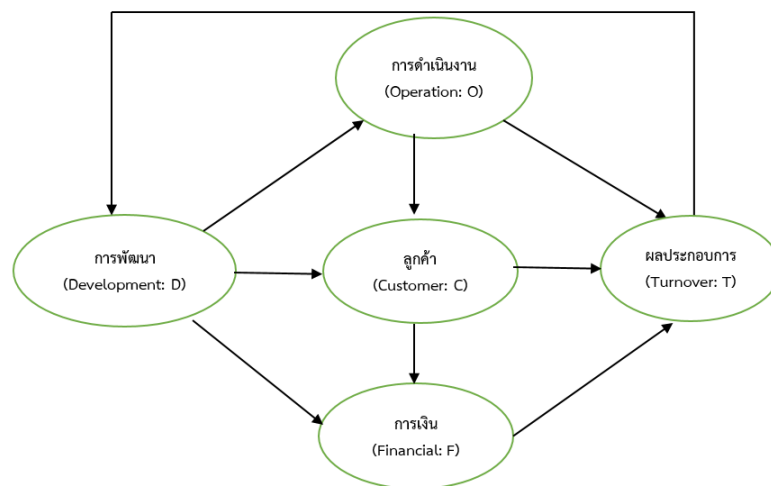 การดำเนินงาน
(Operation: O)
การพัฒนา
(Development: D)
ลูกค้า
(Customer: C)
ผลประกอบการ
(Turnover: T)
การเงิน
(Financial: F)